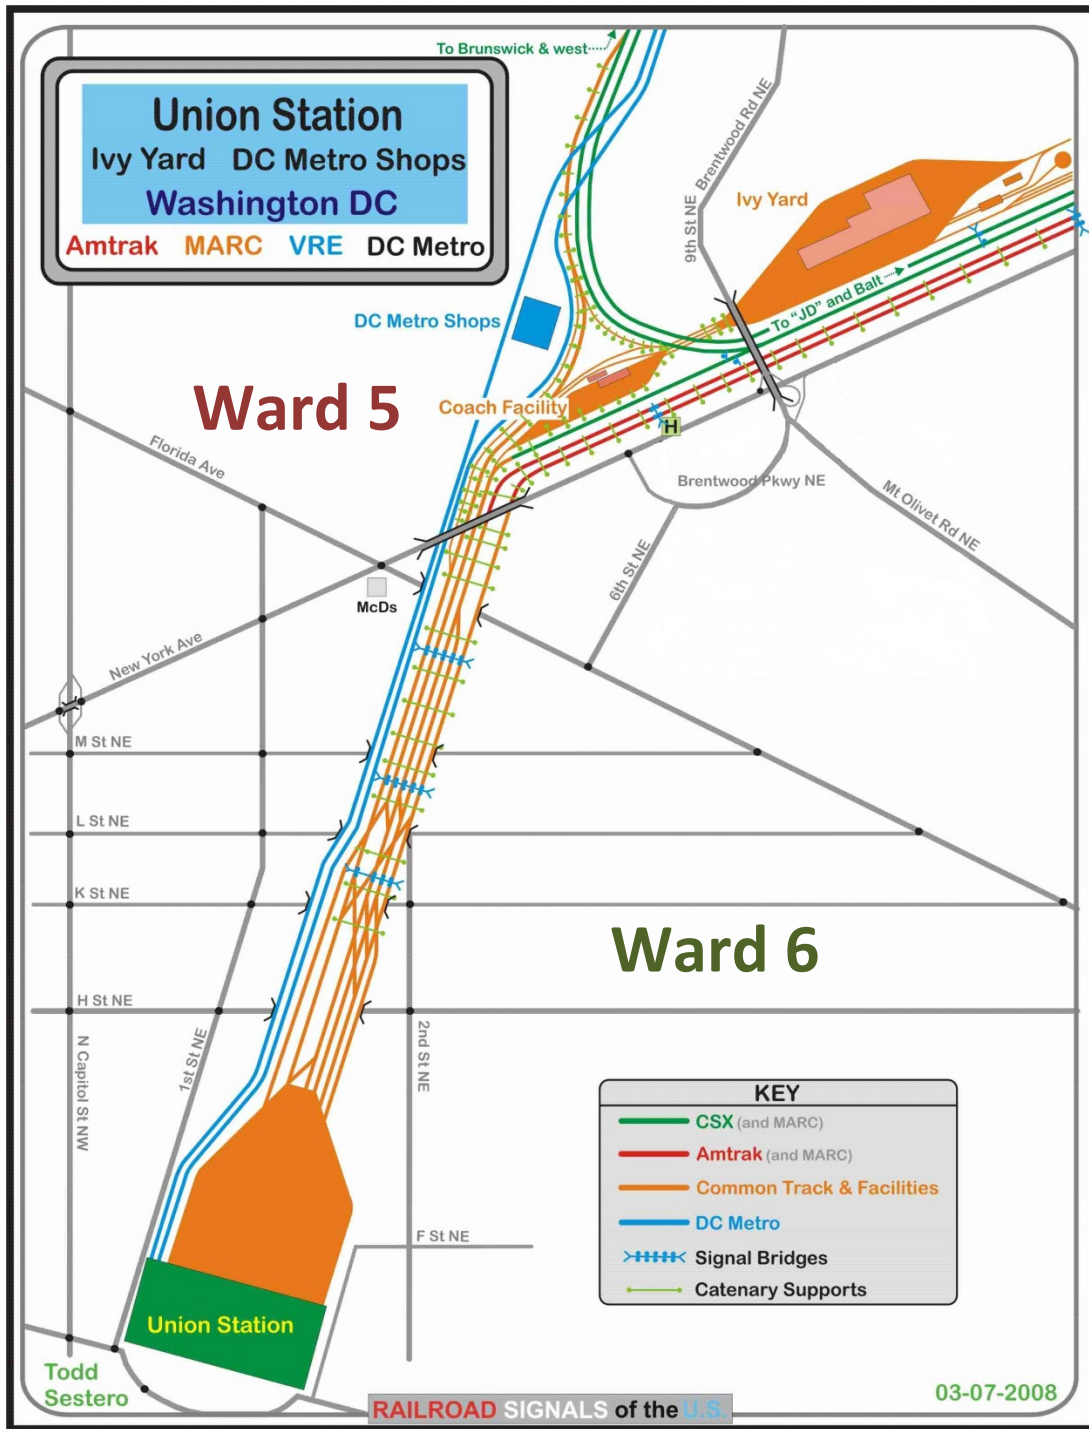 To Brunswick & west
Union Station
Ivy Yard DC Metro Shops
Washington DC
Amtrak MARC VRE DC Metro
Brentwood Rd NE
9th St NE
Ivy Yard
To "JD" and Balt
DC Metro Shops
Ward 5
Coach Facility
H
Florida Ave
Brentwood Pkwy NE
Mt Olivet Rd NE
6th St NE
McDs
New York Ave
M St NE
L St NE
K St NE
Ward 6
H St NE
N Capitol St NW
1st St NE
2nd St NE
KEY
CSX (and MARC)
Amtrak (and MARC)
Common Track & Facilities
DC Metro
Signal Bridges
Catenary Supports
F St NE
Union Station
Todd
Sestero
03-07-2008
RAILROAD SIGNALS of the U.S.